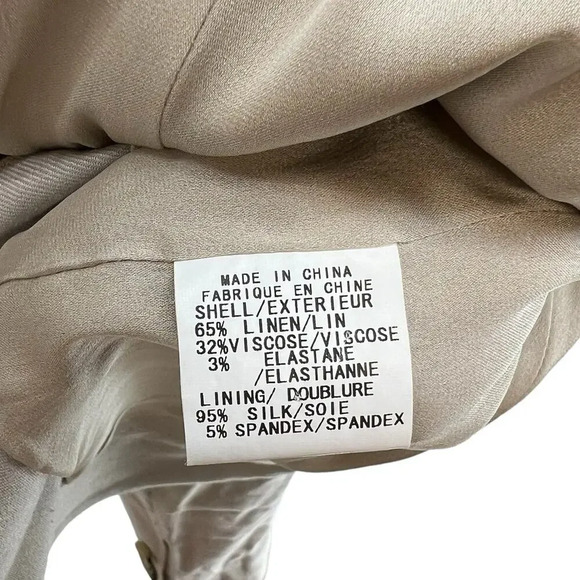 MADE IN CHINA
FABRIQUE EN CHINE
SHELL/EXTERIEUR
65% LINEN/LIN
32%VISCOSE/VISCOSE
3% ELASTANE
/ELASTHANNE
LINING/ DOUBLURE
95% SILK/SOIE
5% SPANDEX/SPANDEX